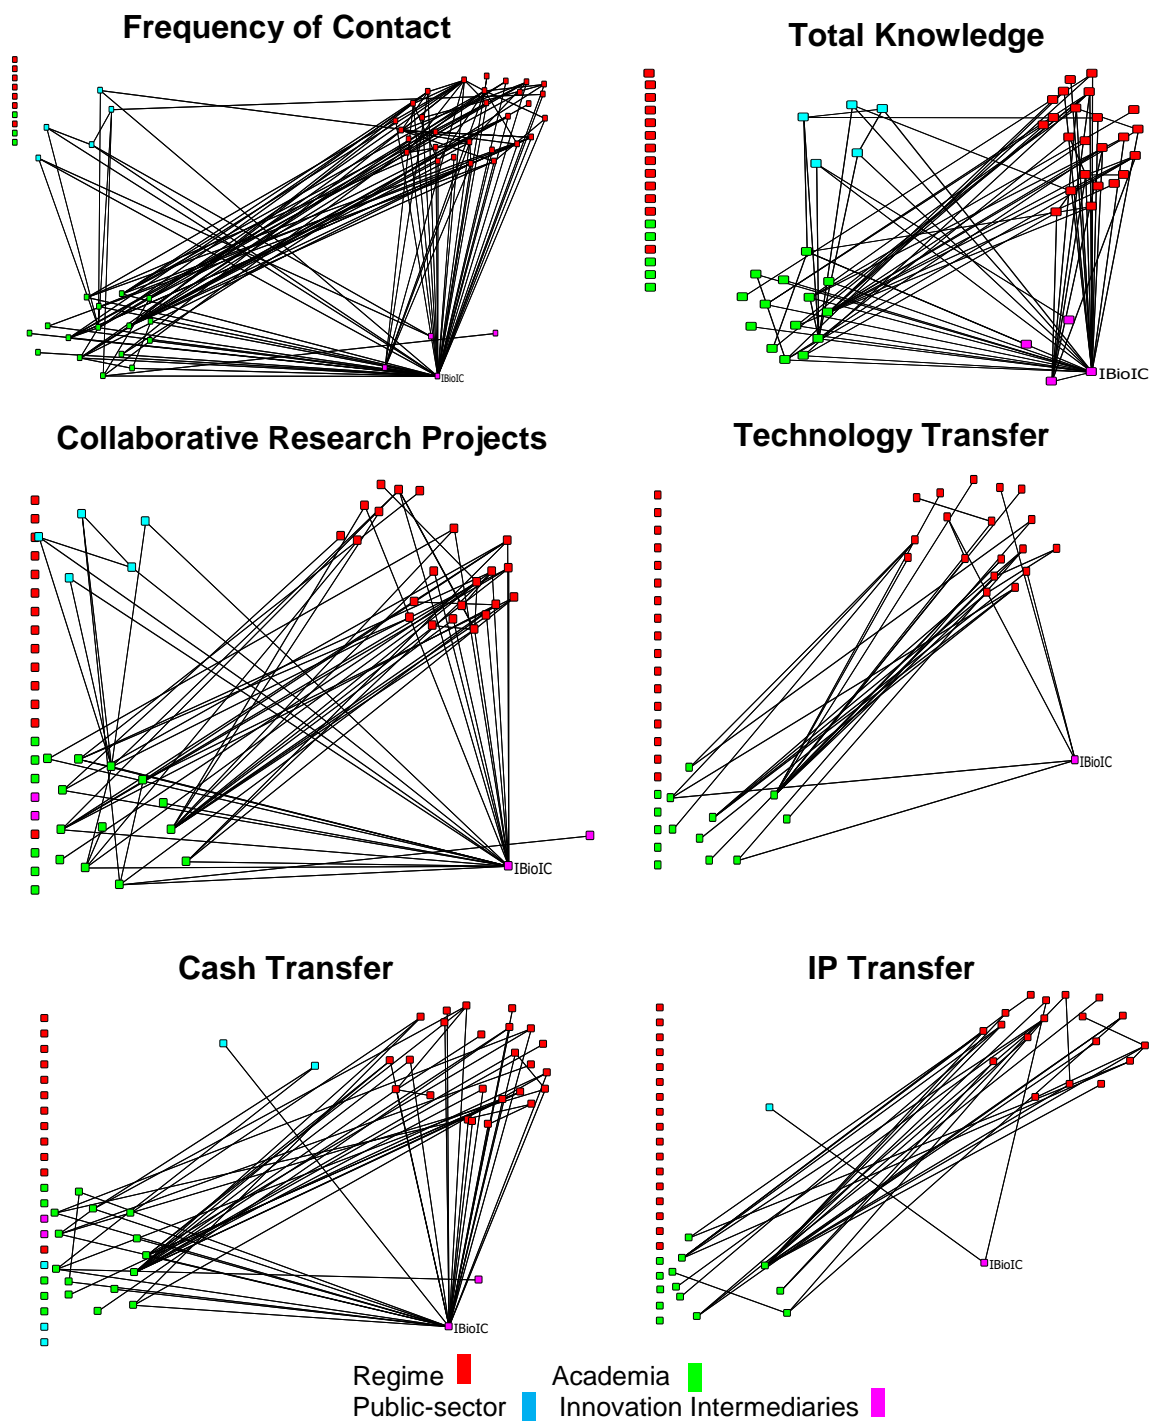 Frequency of Contact
Total Knowledge
IBioIC
IBioIC
Collaborative Research Projects
Technology Transfer
IBioIC
IBioIC
Cash Transfer
IP Transfer
IBioIC
IBioIC
Regime Academia
Public-sector Innovation Intermediaries